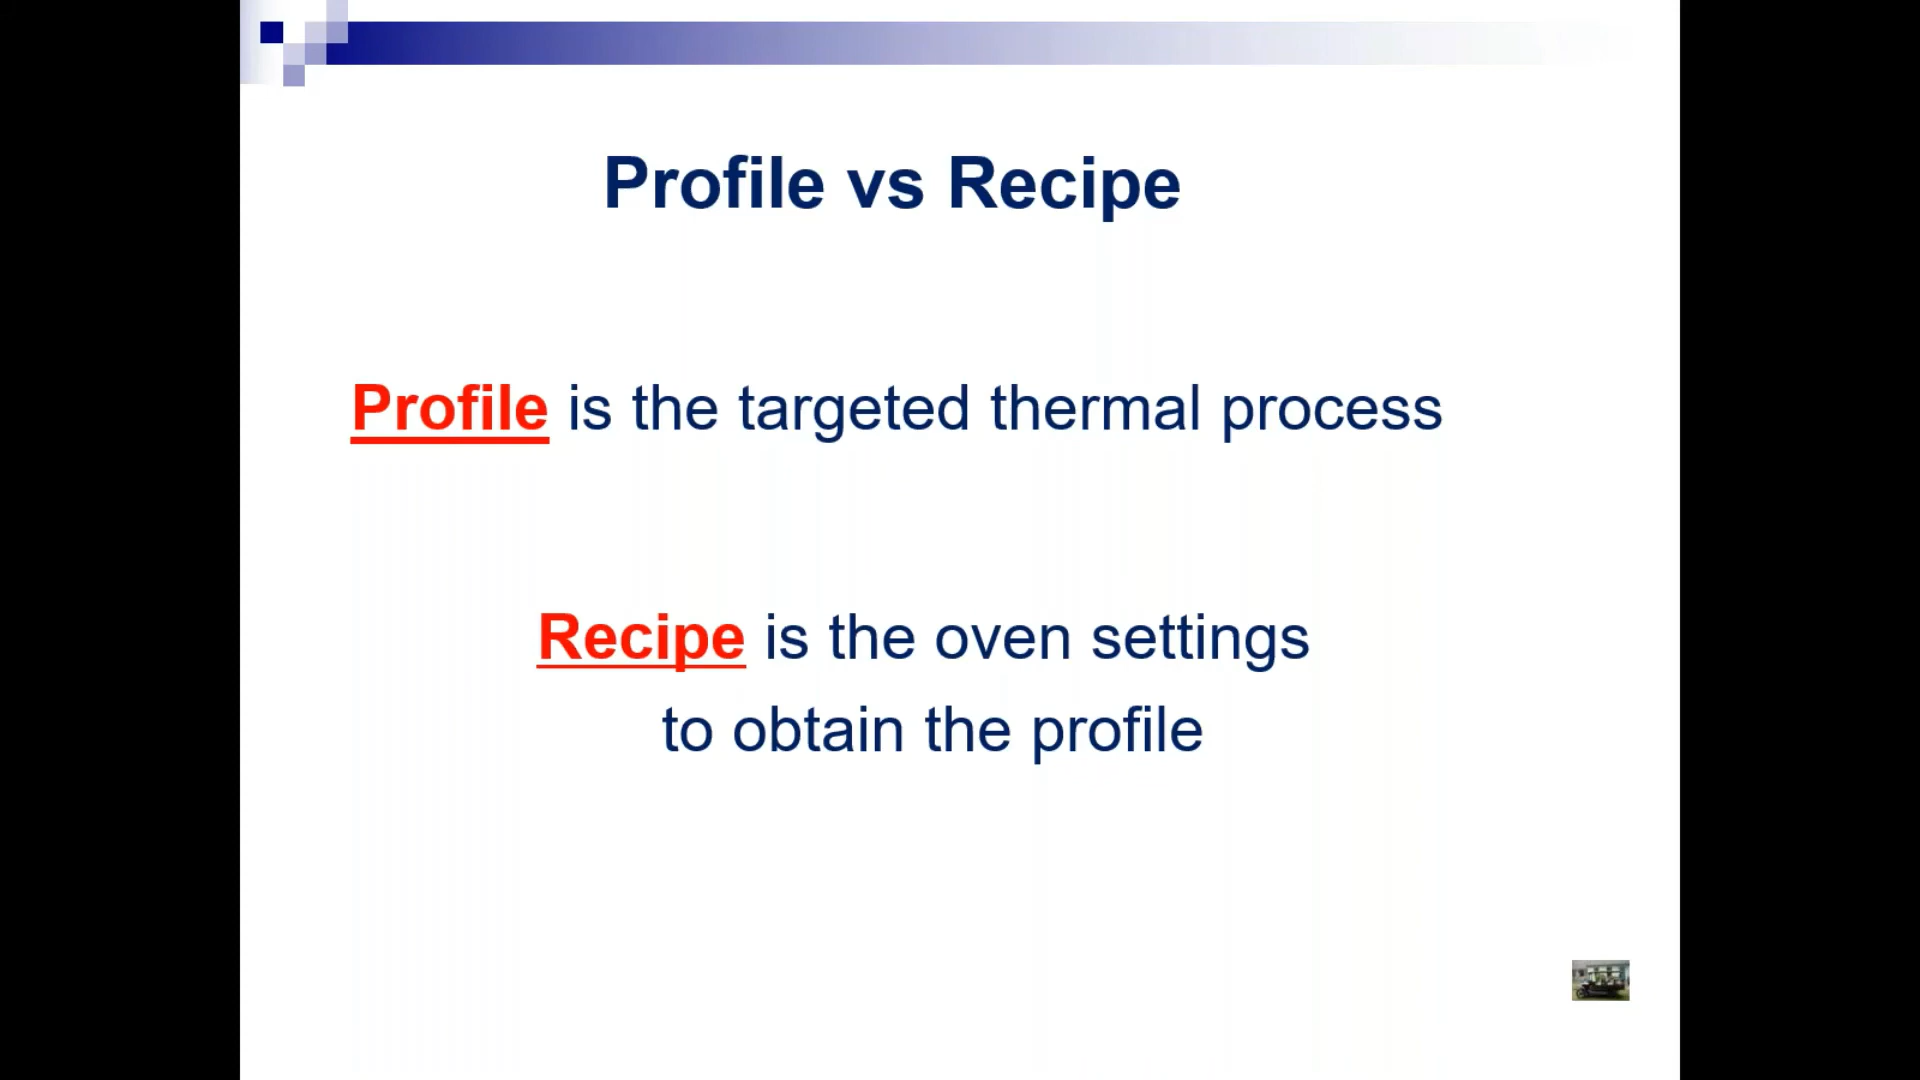 Profile vs Recipe
Profile is the targeted thermal process
Recipe is the oven settings
to obtain the profile